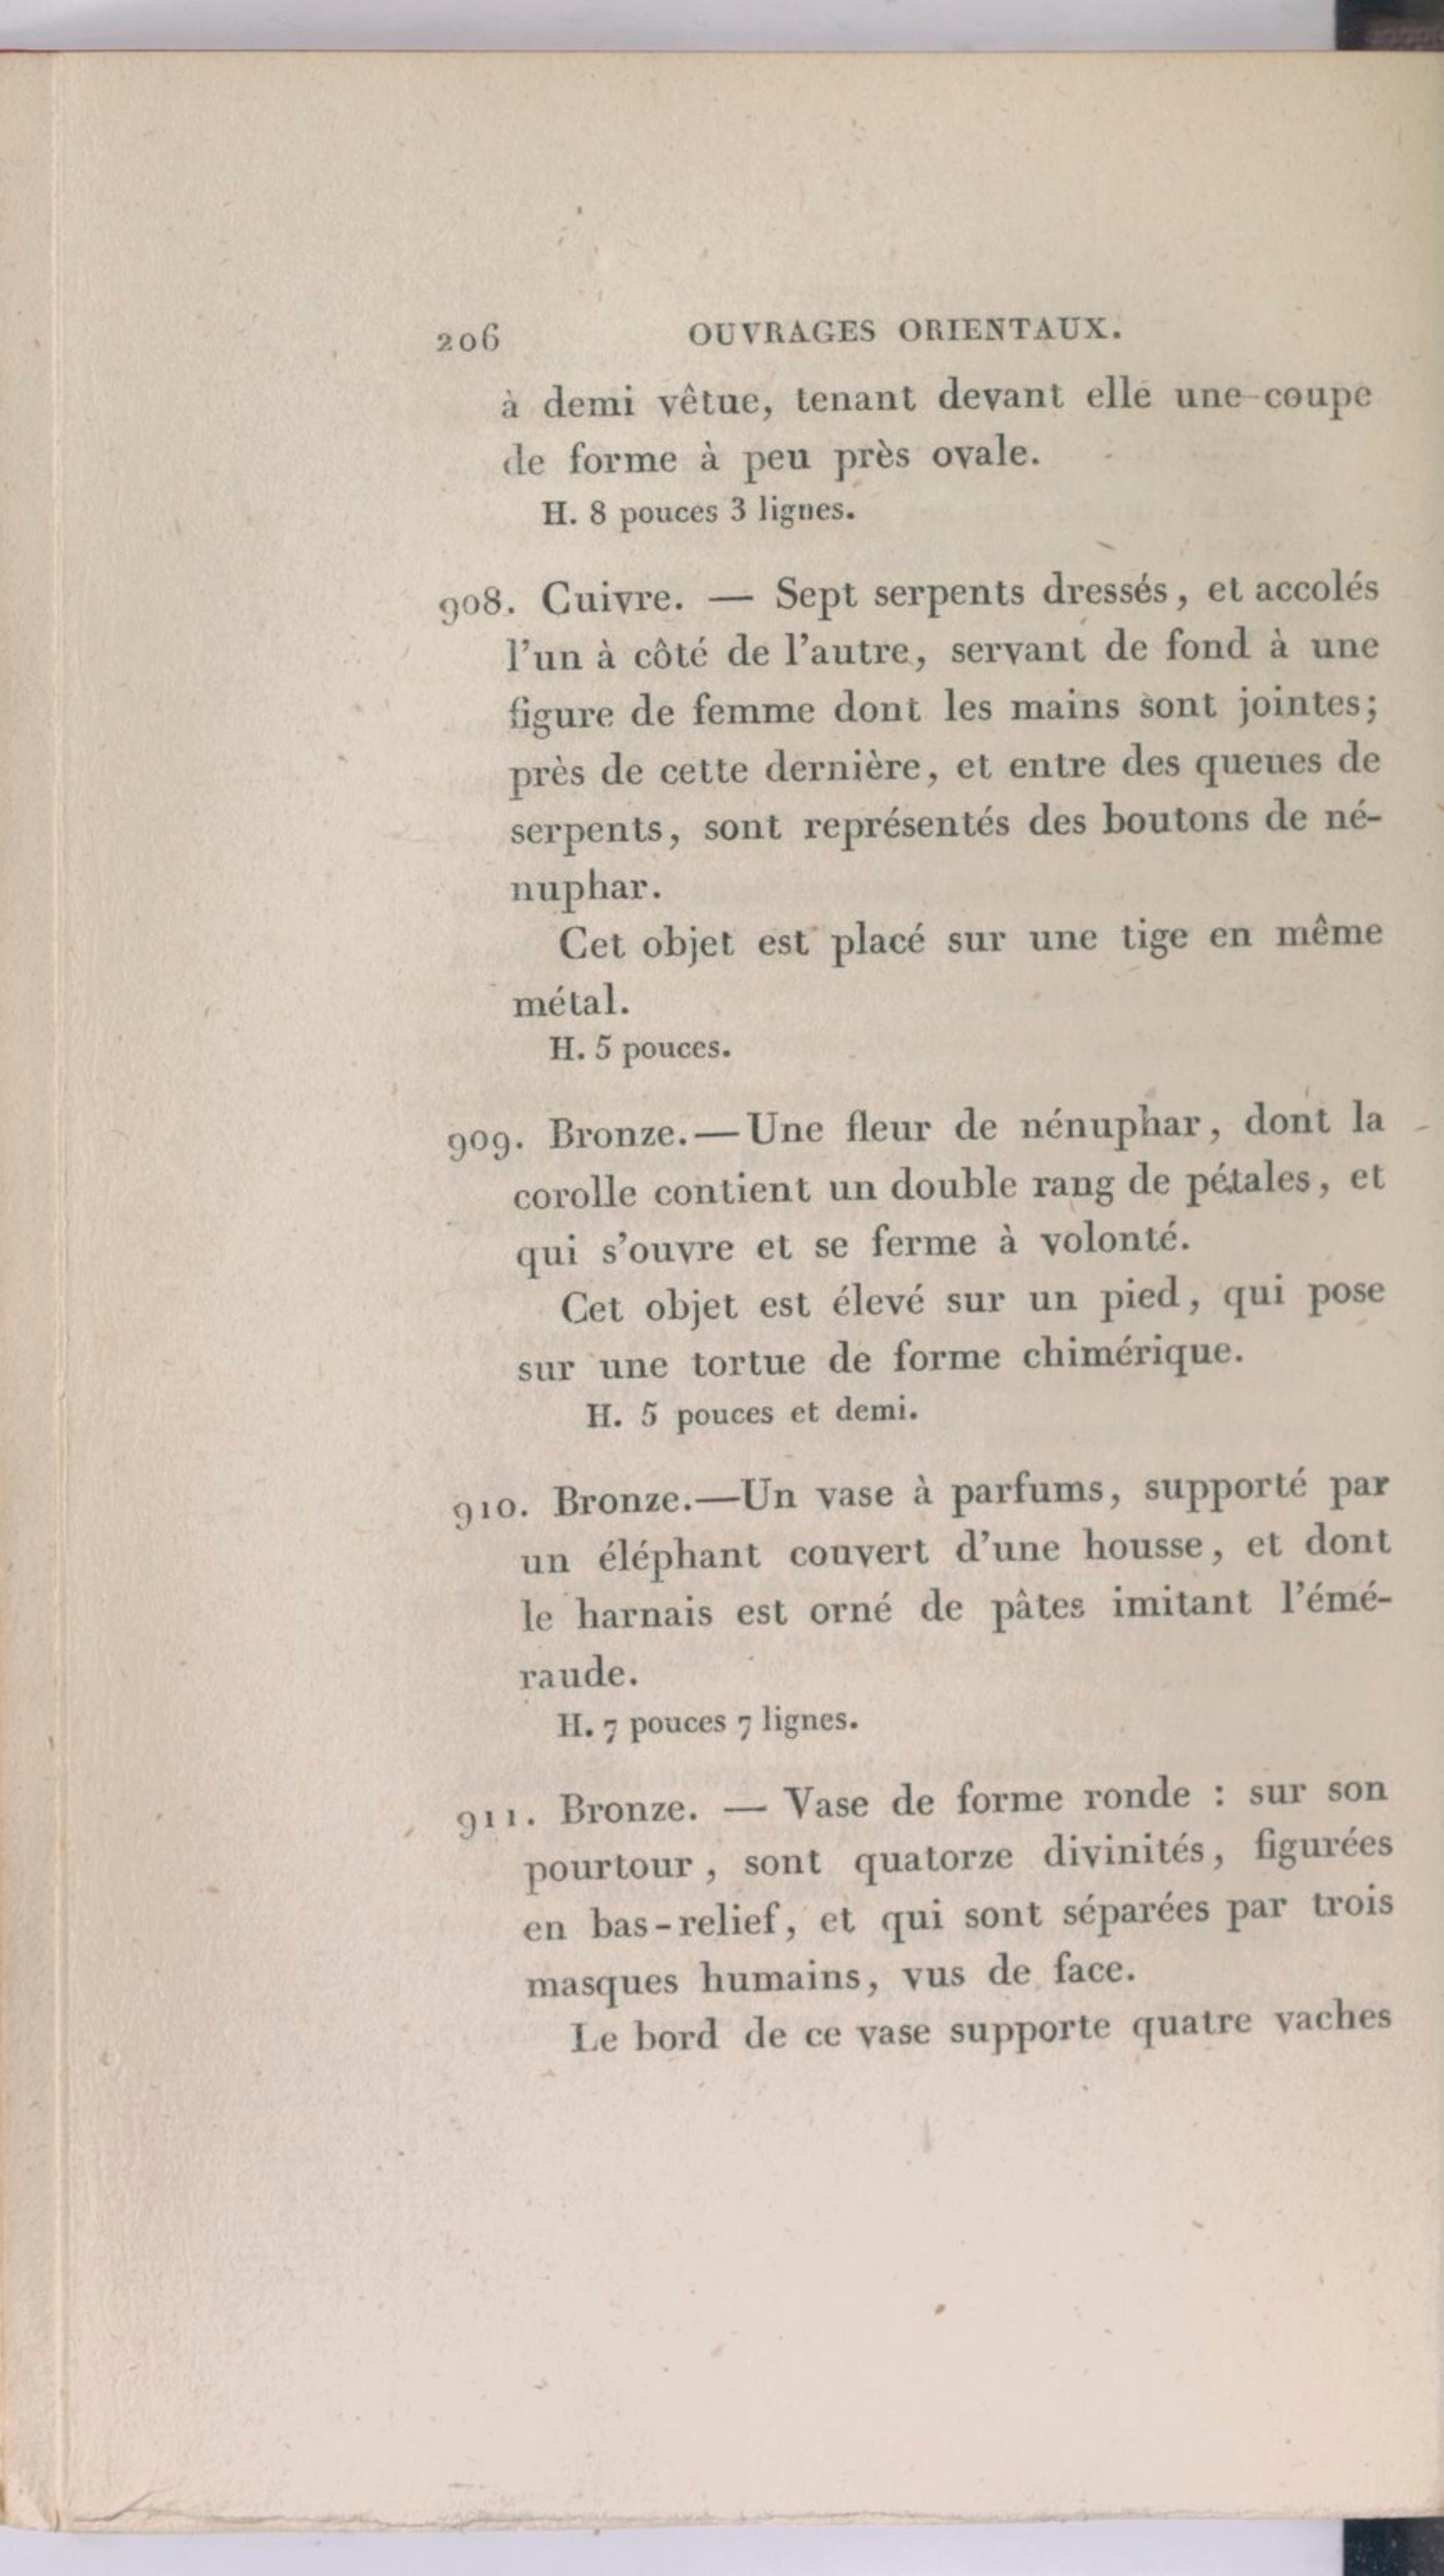 206 OUVRAGES ORIENTAUX.
à demi vêtue, tenant devant elle une coupe
de forme à peu près ovale.
H. 8 pouces 3 lignes.
908. Cuivre. — Sept serpents dressés, et accolés
l'un à côté de l'autre, servant de fond à une
figure de femme dont les mains sont jointes;
près de cette dernière, et entre des queues de
serpents, sont représentés des boutons de né-
nuphar.
Cet objet est placé sur une tige en même
métal.
H. 5 pouces.
909. Bronze. — Une fleur de nénuphar, dont la
corolle contient un double rang de pétales, et
qui s'ouvre et se ferme à volonté.
Cet objet est élevé sur un pied, qui pose
sur une tortue de forme chimérique.
H. 5 pouces et demi.
910. Bronze. — Un vase à parfums, supporté par
un éléphant couvert d'une housse, et dont
le harnais est orné de pâtes imitant l'émé-
raude.
H. 7 pouces 7 lignes.
911. Bronze. — Vase de forme ronde : sur son
pourtour, sont quatorze divinités, figurées
en bas-relief, et qui sont séparées par trois
masques humains, vus de face.
Le bord de ce vase supporte quatre vaches